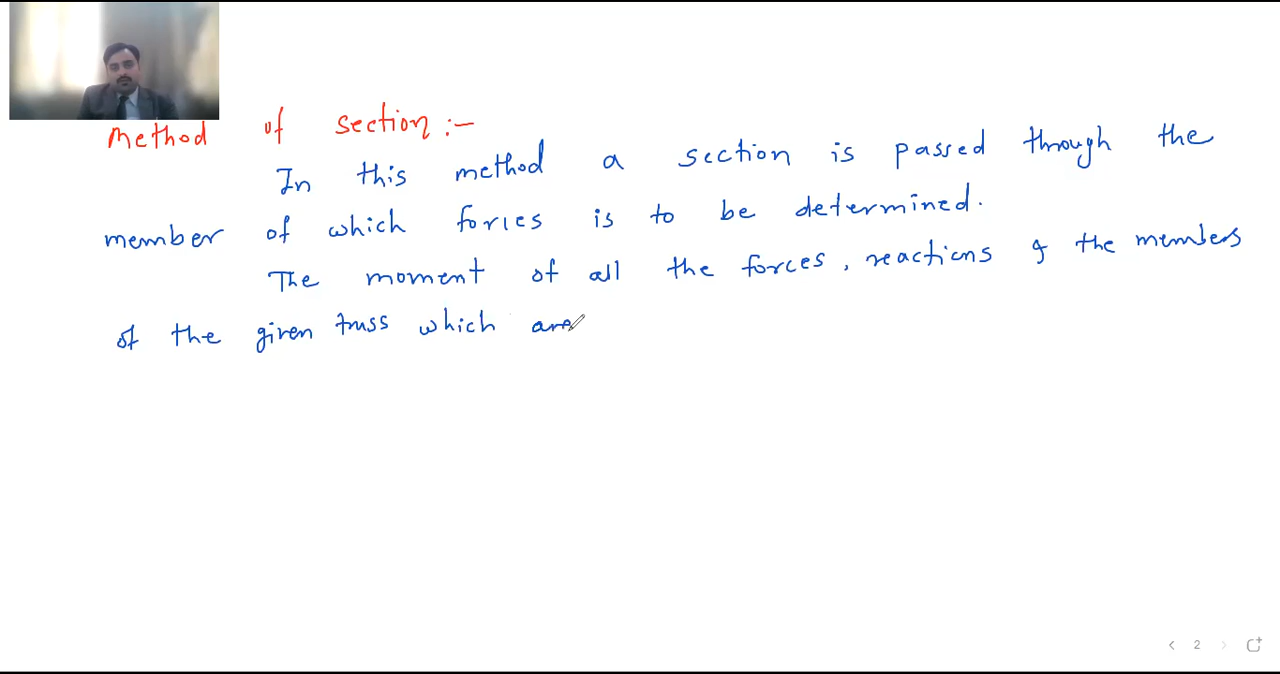 Method of section :-
In this method a section is passed through the
member of which forces is to be determined.
The moment of all the forces, reactions & the members
of the given truss which are
2